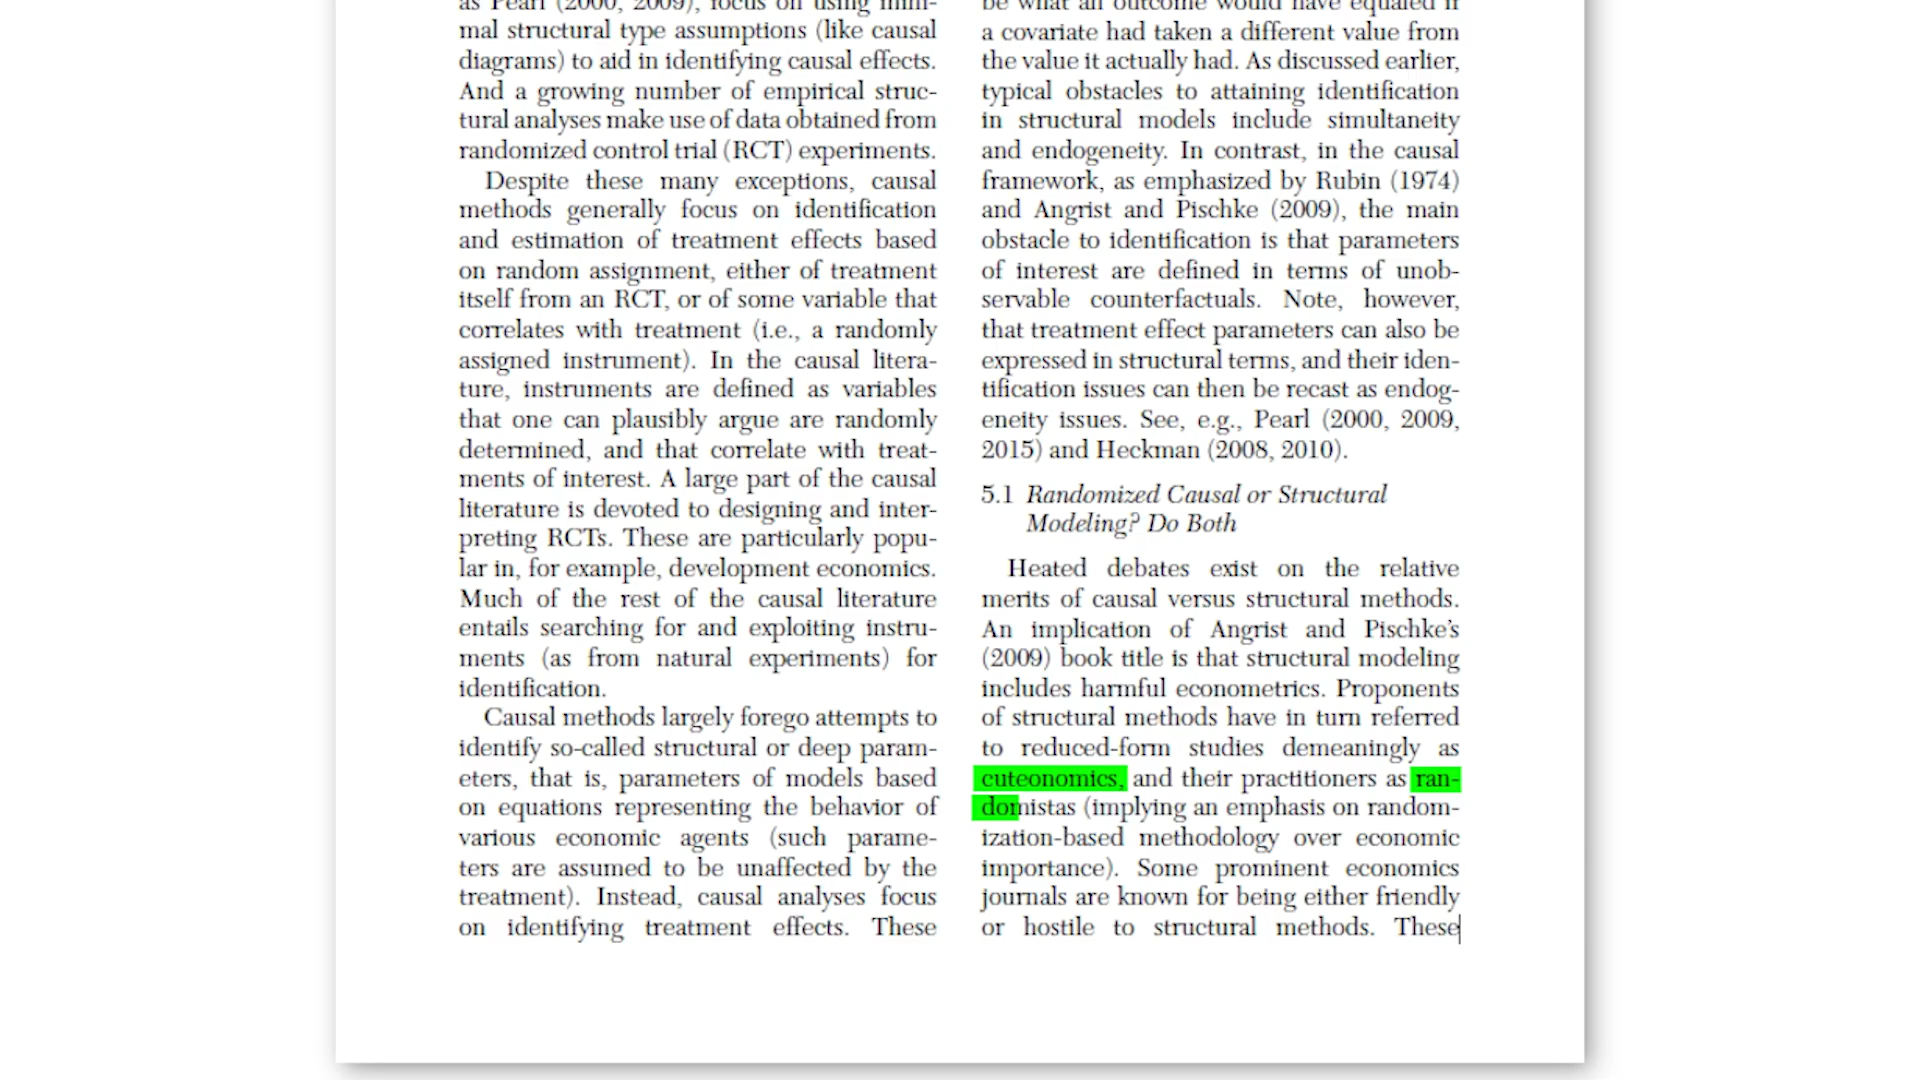 as Pearl (2000, 2009), focus on using mini-
mal structural type assumptions (like causal
diagrams) to aid in identifying causal effects.
And a growing number of empirical struc-
tural analyses make use of data obtained from
randomized control trial (RCT) experiments.
Despite these many exceptions, causal
methods generally focus on identification
and estimation of treatment effects based
on random assignment, either of treatment
itself from an RCT, or of some variable that
correlates with treatment (i.e., a randomly
assigned instrument). In the causal litera-
ture, instruments are defined as variables
that one can plausibly argue are randomly
determined, and that correlate with treat-
ments of interest. A large part of the causal
literature is devoted to designing and inter-
preting RCTs. These are particularly popu-
lar in, for example, development economics.
Much of the rest of the causal literature
entails searching for and exploiting instru-
ments (as from natural experiments) for
identification.
Causal methods largely forego attempts to
identify so-called structural or deep param-
eters, that is, parameters of models based
on equations representing the behavior of
various economic agents (such parame-
ters are assumed to be unaffected by the
treatment). Instead, causal analyses focus
on identifying treatment effects. These
be what an outcome would have equaled if
a covariate had taken a different value from
the value it actually had. As discussed earlier,
typical obstacles to attaining identification
in structural models include simultaneity
and endogeneity. In contrast, in the causal
framework, as emphasized by Rubin (1974)
and Angrist and Pischke (2009), the main
obstacle to identification is that parameters
of interest are defined in terms of unob-
servable counterfactuals. Note, however,
that treatment effect parameters can also be
expressed in structural terms, and their iden-
tification issues can then be recast as endog-
eneity issues. See, e.g., Pearl (2000, 2009,
2015) and Heckman (2008, 2010).
5.1 Randomized Causal or Structural
Modeling? Do Both
Heated debates exist on the relative
merits of causal versus structural methods.
An implication of Angrist and Pischke's
(2009) book title is that structural modeling
includes harmful econometrics. Proponents
of structural methods have in turn referred
to reduced-form studies demeaningly as
cuteonomics, and their practitioners as ran-
domistas (implying an emphasis on random-
ization-based methodology over economic
importance). Some prominent economics
journals are known for being either friendly
or hostile to structural methods. These